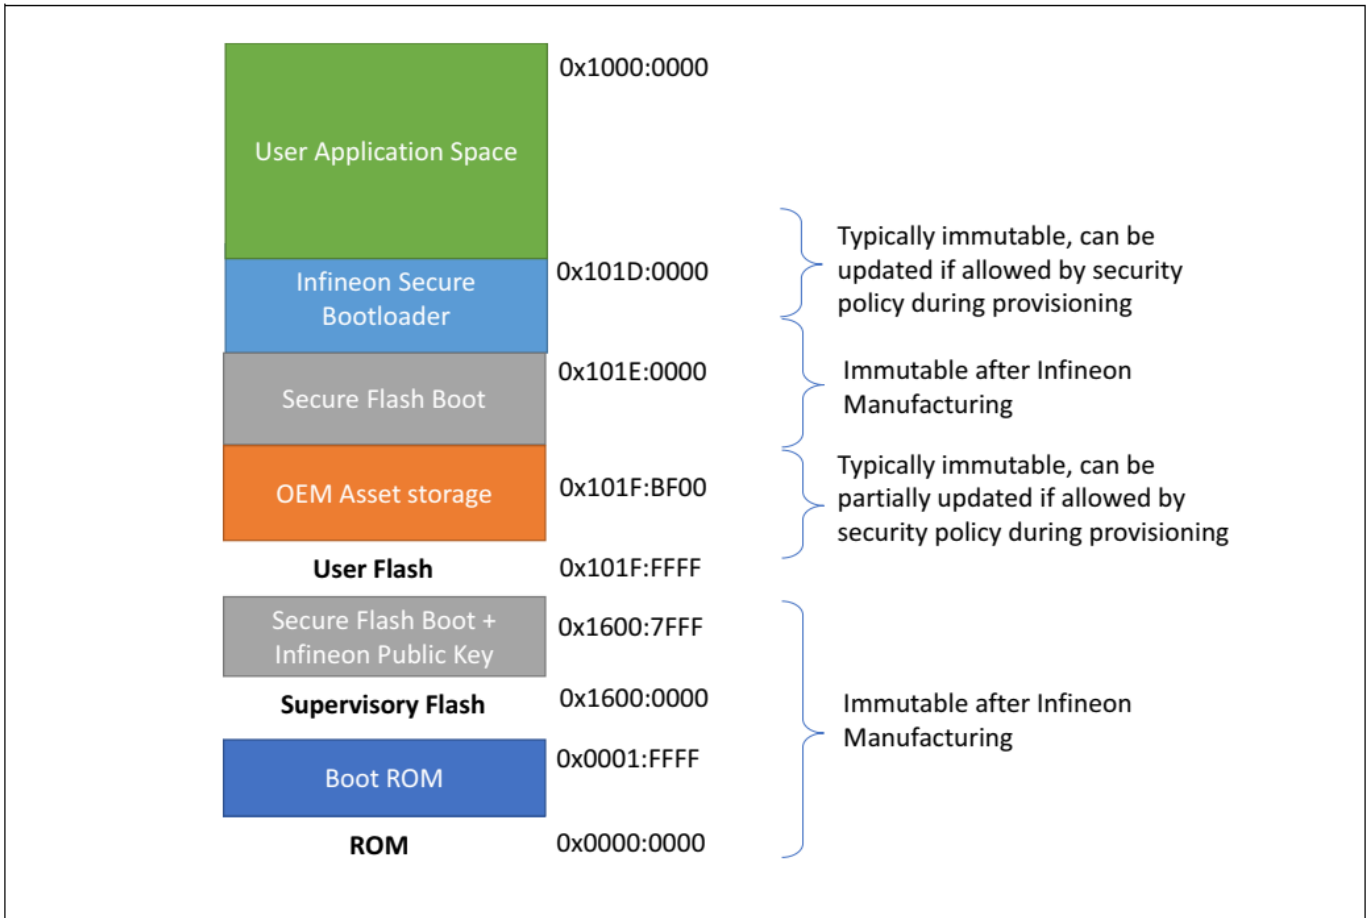 0x1000:0000
User Application Space
Typically immutable, can be
updated if allowed by security
policy during provisioning
0x101D:0000
Infineon Secure
Bootloader
0x101E:0000
Immutable after Infineon
Manufacturing
Secure Flash Boot
Typically immutable, can be
partially updated if allowed by
security policy during provisioning
OEM Asset storage
0x101F:BF00
User Flash
0x101F:FFFF
Secure Flash Boot +
Infineon Public Key
0x1600:7FFF
Supervisory Flash
0x1600:0000
Immutable after Infineon
Manufacturing
0x0001:FFFF
Boot ROM
ROM
0x0000:0000